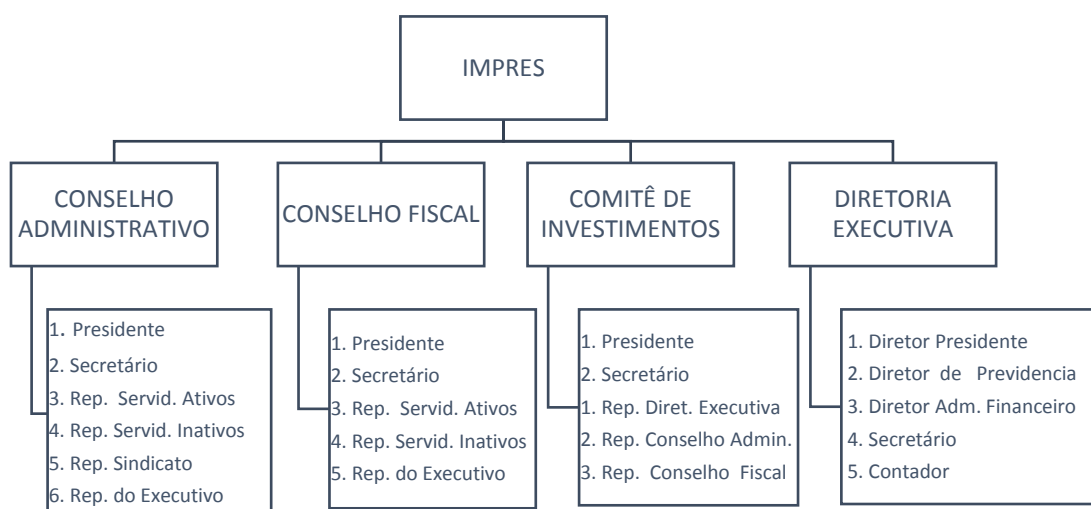 IMPRES
CONSELHO
ADMINISTRATIVO
CONSELHO FISCAL
COMITÊ DE
INVESTIMENTOS
DIRETORIA
EXECUTIVA
1. Presidente
2. Secretário
3. Rep. Servid. Ativos
4. Rep. Servid. Inativos
5. Rep. Sindicato
6. Rep. do Executivo
1. Presidente
2. Secretário
3. Rep. Servid. Ativos
4. Rep. Servid. Inativos
5. Rep. do Executivo
1. Presidente
2. Secretário
1. Rep. Diret. Executiva
2. Rep. Conselho Admin.
3. Rep. Conselho Fiscal
1. Diretor Presidente
2. Diretor de Previdencia
3. Diretor Adm. Financeiro
4. Secretário
5. Contador